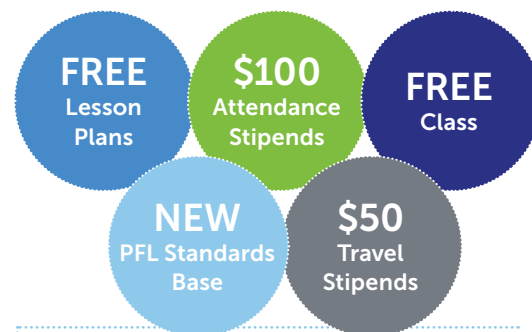 FREE
Lesson
Plans
$100
Attendance
Stipends
FREE
Class
NEW
PFL Standards
Base
$50
Travel
Stipends